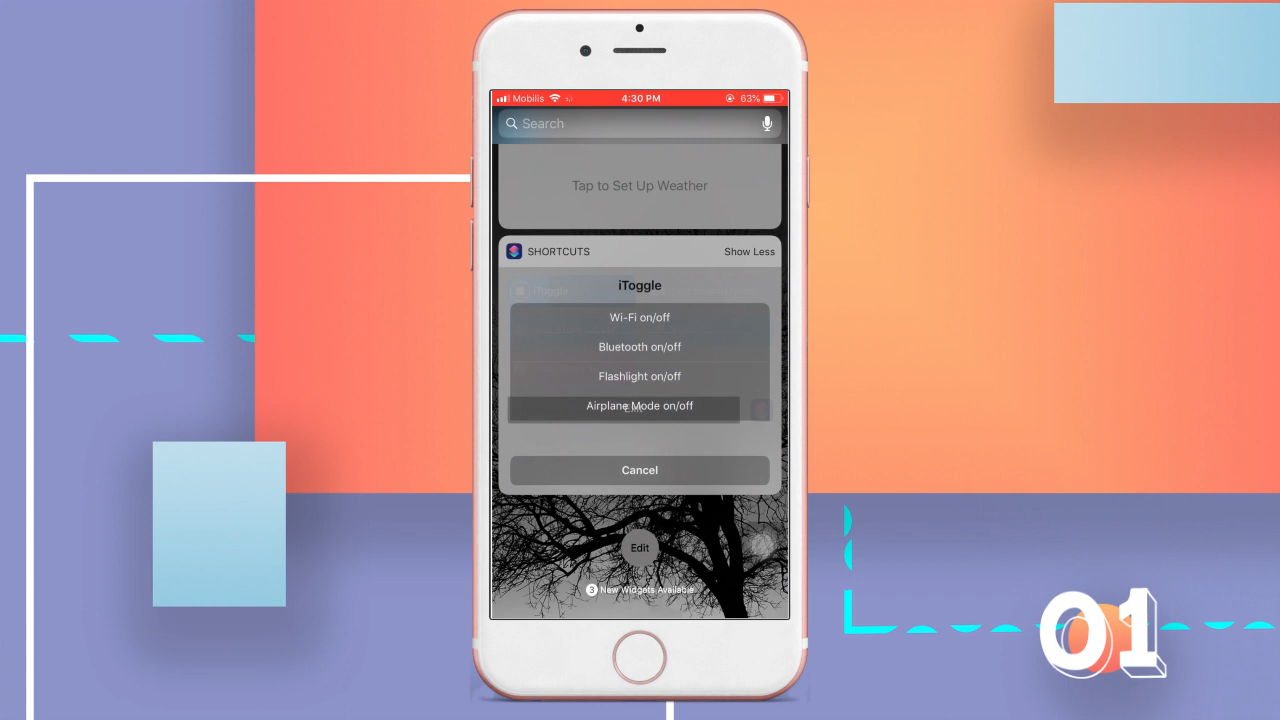 Mobilis 4:30 PM 63%
Search
Tap to Set Up Weather
SHORTCUTS Show Less
iToggle
iToggle
Wi-Fi on/off
Bluetooth on/off
Flashlight on/off
Airplane Mode on/off
Cancel
Edit
3 New Widgets Available
01